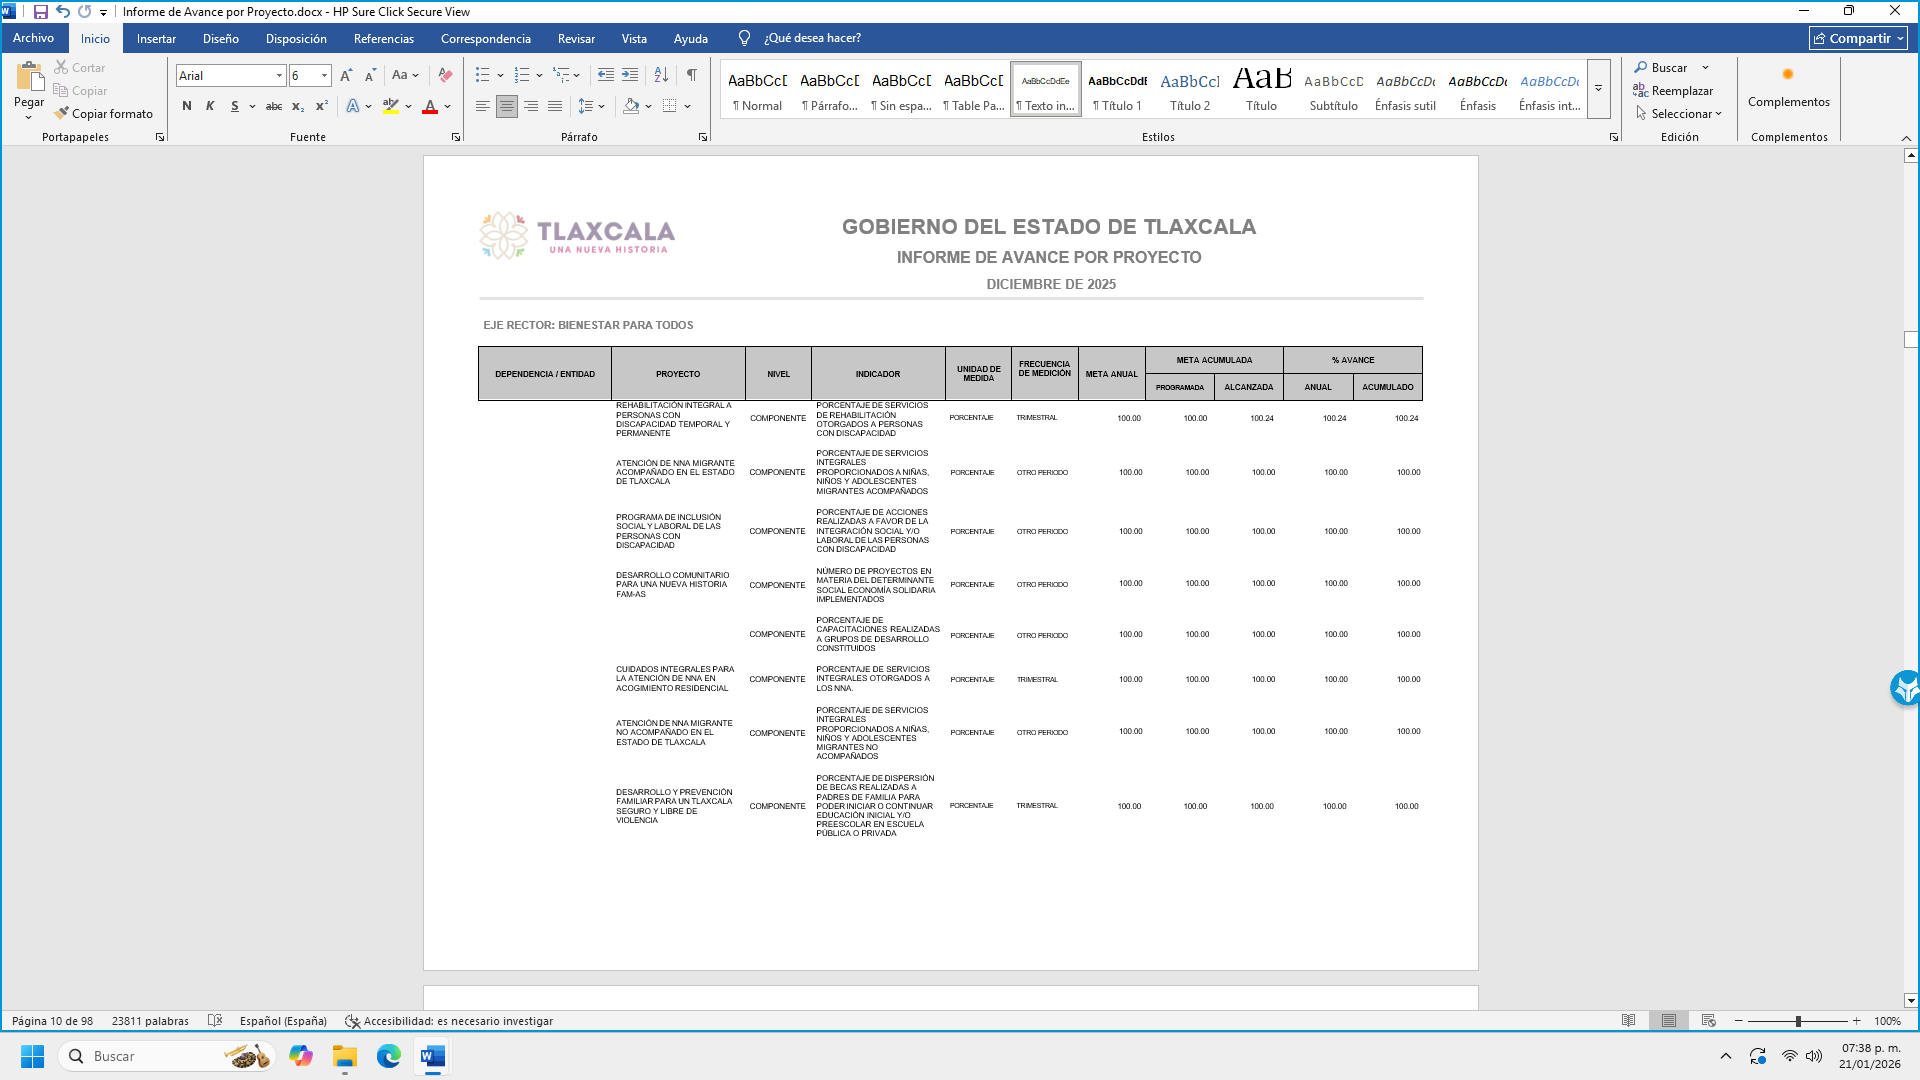 Informe de Avance por Proyecto.docx - HP Sure Click Secure View
Archivo
Inicio
Insertar
Diseño
Disposición
Referencias
Correspondencia
Revisar
Vista
Ayuda
¿Qué desea hacer?
Compartir
Pegar
Cortar
Copiar
Copiar formato
Portapapeles
Arial
6
Fuente
Párrafo
AaBbCcD ¶ Normal
AaBbCcD ¶ Párrafo...
AaBbCcD ¶ Sin espa...
AaBbCcD ¶ Table Pa...
AaBbCcDdEe ¶ Texto in...
AaBbCcDdE ¶ Título 1
AaBbCcI Título 2
AaB Título
AaBbCcD Subtítulo
AaBbCcDc Énfasis sutil
AaBbCcDc Énfasis
AaBbCcDc Énfasis int...
Estilos
Buscar
Reemplazar
Seleccionar
Edición
Complementos
Complementos
TLAXCALA
UNA NUEVA HISTORIA
GOBIERNO DEL ESTADO DE TLAXCALA
INFORME DE AVANCE POR PROYECTO
DICIEMBRE DE 2025
EJE RECTOR: BIENESTAR PARA TODOS
DEPENDENCIA / ENTIDAD
PROYECTO
NIVEL
INDICADOR
UNIDAD DE
MEDIDA
FRECUENCIA
DE MEDICIÓN
META ANUAL
META ACUMULADA
PROGRAMADA
ALCANZADA
% AVANCE
ANUAL
ACUMULADO
REHABILITACIÓN INTEGRAL A
PERSONAS CON
DISCAPACIDAD TEMPORAL Y
PERMANENTE
COMPONENTE
PORCENTAJE DE SERVICIOS
DE REHABILITACIÓN
OTORGADOS A PERSONAS
CON DISCAPACIDAD
PORCENTAJE
TRIMESTRAL
100.00 100.00 100.24 100.24 100.24
ATENCIÓN DE NNA MIGRANTE
ACOMPAÑADO EN EL ESTADO
DE TLAXCALA
COMPONENTE
PORCENTAJE DE SERVICIOS
INTEGRALES
PROPORCIONADOS A NIÑAS,
NIÑOS Y ADOLESCENTES
MIGRANTES ACOMPAÑADOS
PORCENTAJE
OTRO PERIODO
100.00 100.00 100.00 100.00 100.00
PROGRAMA DE INCLUSIÓN
SOCIAL Y LABORAL DE LAS
PERSONAS CON
DISCAPACIDAD
COMPONENTE
PORCENTAJE DE ACCIONES
REALIZADAS A FAVOR DE LA
INTEGRACIÓN SOCIAL Y/O
LABORAL DE LAS PERSONAS
CON DISCAPACIDAD
PORCENTAJE
OTRO PERIODO
100.00 100.00 100.00 100.00 100.00
DESARROLLO COMUNITARIO
PARA UNA NUEVA HISTORIA
FAM-AS
COMPONENTE
NÚMERO DE PROYECTOS EN
MATERIA DEL DETERMINANTE
SOCIAL ECONOMÍA SOLIDARIA
IMPLEMENTADOS
PORCENTAJE
OTRO PERIODO
100.00 100.00 100.00 100.00 100.00
COMPONENTE
PORCENTAJE DE
CAPACITACIONES REALIZADAS
A GRUPOS DE DESARROLLO
CONSTITUIDOS
PORCENTAJE
OTRO PERIODO
100.00 100.00 100.00 100.00 100.00
CUIDADOS INTEGRALES PARA
LA ATENCIÓN DE NNA EN
ACOGIMIENTO RESIDENCIAL
COMPONENTE
PORCENTAJE DE SERVICIOS
INTEGRALES OTORGADOS A
LOS NNA.
PORCENTAJE
TRIMESTRAL
100.00 100.00 100.00 100.00 100.00
ATENCIÓN DE NNA MIGRANTE
NO ACOMPAÑADO EN EL
ESTADO DE TLAXCALA
COMPONENTE
PORCENTAJE DE SERVICIOS
INTEGRALES
PROPORCIONADOS A NIÑAS,
NIÑOS Y ADOLESCENTES
MIGRANTES NO
ACOMPAÑADOS
PORCENTAJE
OTRO PERIODO
100.00 100.00 100.00 100.00 100.00
DESARROLLO Y PREVENCIÓN
FAMILIAR PARA UN TLAXCALA
SEGURO Y LIBRE DE
VIOLENCIA
COMPONENTE
PORCENTAJE DE DISPERSIÓN
DE BECAS REALIZADAS A
PADRES DE FAMILIA PARA
PODER INICIAR O CONTINUAR
EDUCACIÓN INICIAL Y/O
PREESCOLAR EN ESCUELA
PÚBLICA O PRIVADA
PORCENTAJE
TRIMESTRAL
100.00 100.00 100.00 100.00 100.00
Página 10 de 98
23811 palabras
Español (España)
Accesibilidad: es necesario investigar
100%
Buscar
07:38 p. m.
21/01/2026